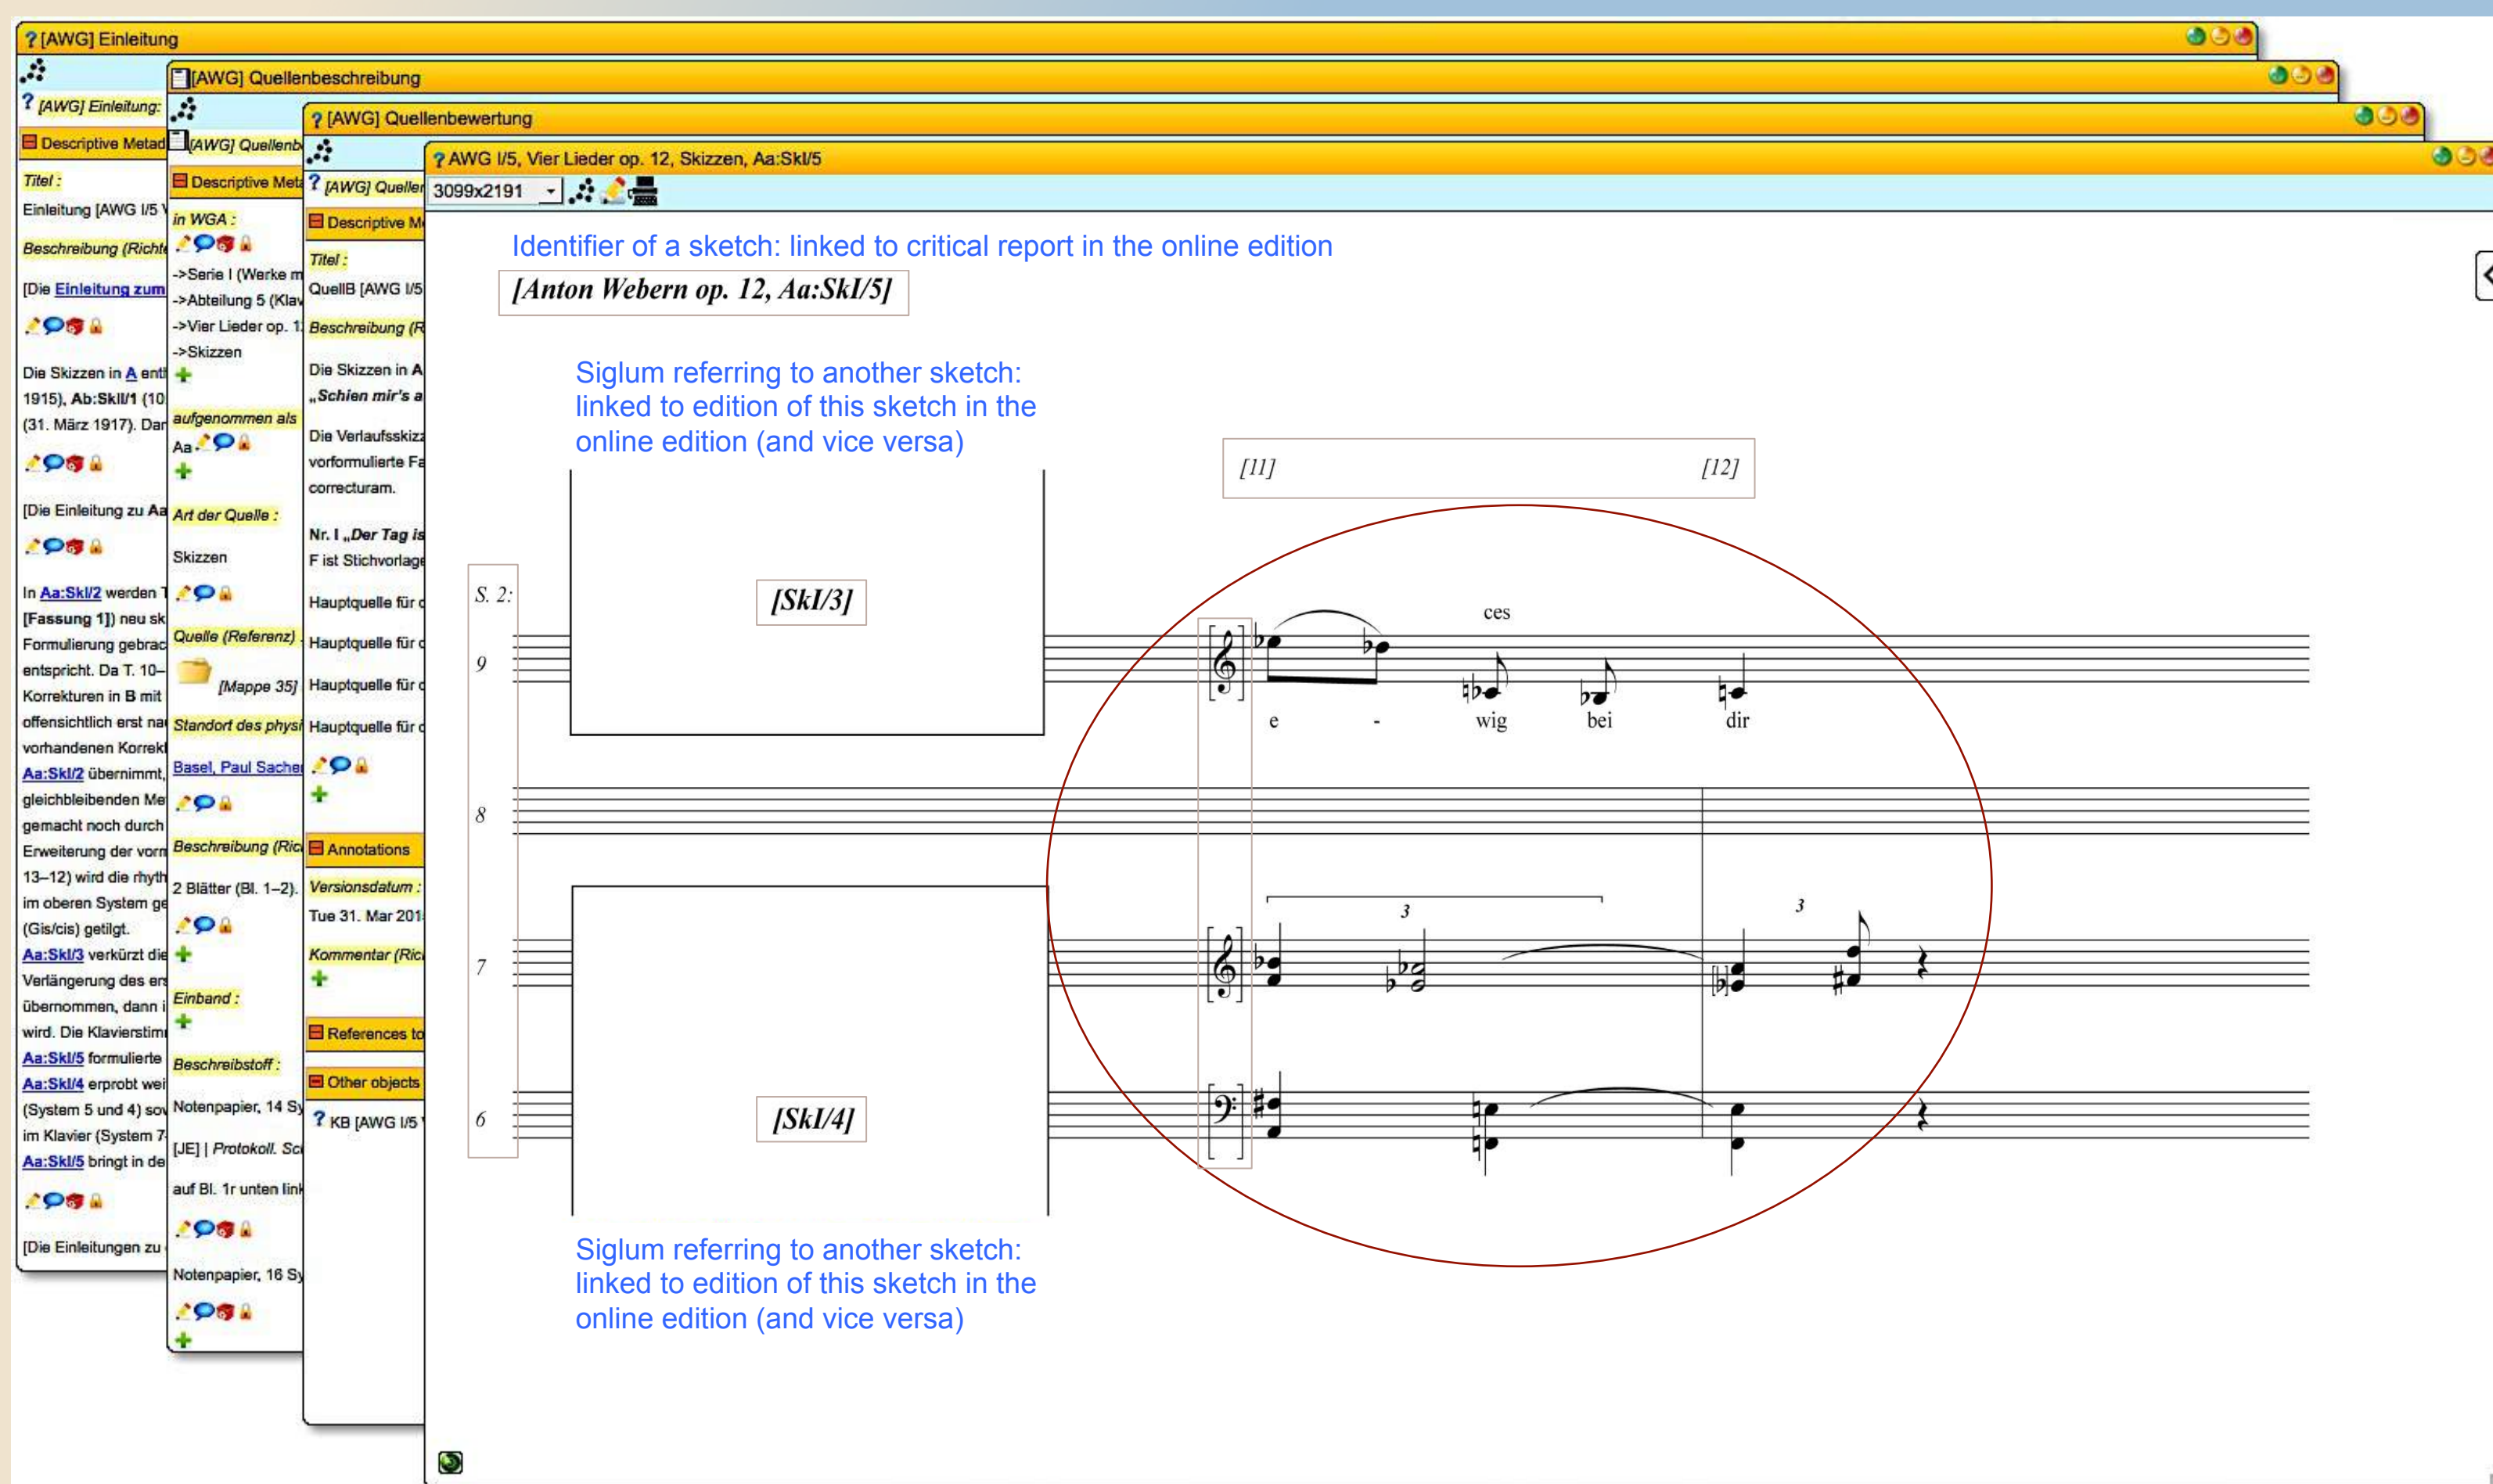 [AWG] Einleitung
[AWG] Einleitung:
Descriptive Metad
Titel :
Einleitung [AWG I/5 V
Beschreibung (Richte
[Die Einleitung zum
Die Skizzen in A enth
1915), Ab:SkII/1 (10
(31. März 1917). Dar
[Die Einleitung zu Aa
In Aa:SkI/2 werden T
[Fassung 1]) neu sk
Formulierung gebrac
entspricht. Da T. 10–
Korrekturen in B mit
offensichtlich erst na
vorhandenen Korrekt
Aa:SkI/2 übernimmt,
gleichbleibenden Me
gemacht noch durch
Erweiterung der vorm
13–12) wird die rhyth
im oberen System ge
(Gis/cis) getilgt.
Aa:SkI/3 verkürzt die
Verlängerung des ers
übernommen, dann i
wird. Die Klavierstim
Aa:SkI/5 formulierte
Aa:SkI/4 erprobt wei
(System 5 und 4) sow
im Klavier (System 7
Aa:SkI/5 bringt in de
[Die Einleitungen zu
[AWG] Quellenbeschreibung
[AWG] Quellenb
Descriptive Meta
in WGA :
->Serie I (Werke m
->Abteilung 5 (Klav
->Vier Lieder op. 1
->Skizzen
aufgenommen als
Aa
Art der Quelle :
Skizzen
Quelle (Referenz) :
[Mappe 35]
Standort des physi
Basel, Paul Sacher
Beschreibung (Ric
2 Blätter (Bl. 1–2).
Einband :
Beschreibstoff :
Notenpapier, 14 Sy
[JE] | Protokoll. Sc
auf Bl. 1r unten link
Notenpapier, 16 Sy
[AWG] Quellenbewertung
[AWG] Queller
Descriptive Me
Titel :
QuellB [AWG I/5
Beschreibung (R
Die Skizzen in A
„Schien mir's a
Die Verlaufsskizz
vorformulierte Fa
correcturam.
Nr. I „Der Tag is
F ist Stichvorlage
Hauptquelle für d
Hauptquelle für d
Hauptquelle für d
Hauptquelle für d
Annotations
Versionsdatum :
Tue 31. Mar 201
Kommentar (Ric
References to
Other objects
KB [AWG I/5 V
AWG I/5, Vier Lieder op. 12, Skizzen, Aa:SkI/5
3099x2191
Identifier of a sketch: linked to critical report in the online edition
[Anton Webern op. 12, Aa:SkI/5]
Siglum referring to another sketch:
linked to edition of this sketch in the
online edition (and vice versa)
[11] [12]
S. 2:
[SkI/3]
ces
9
e - wig bei dir
8
3 3
7
[SkI/4]
6
Siglum referring to another sketch:
linked to edition of this sketch in the
online edition (and vice versa)